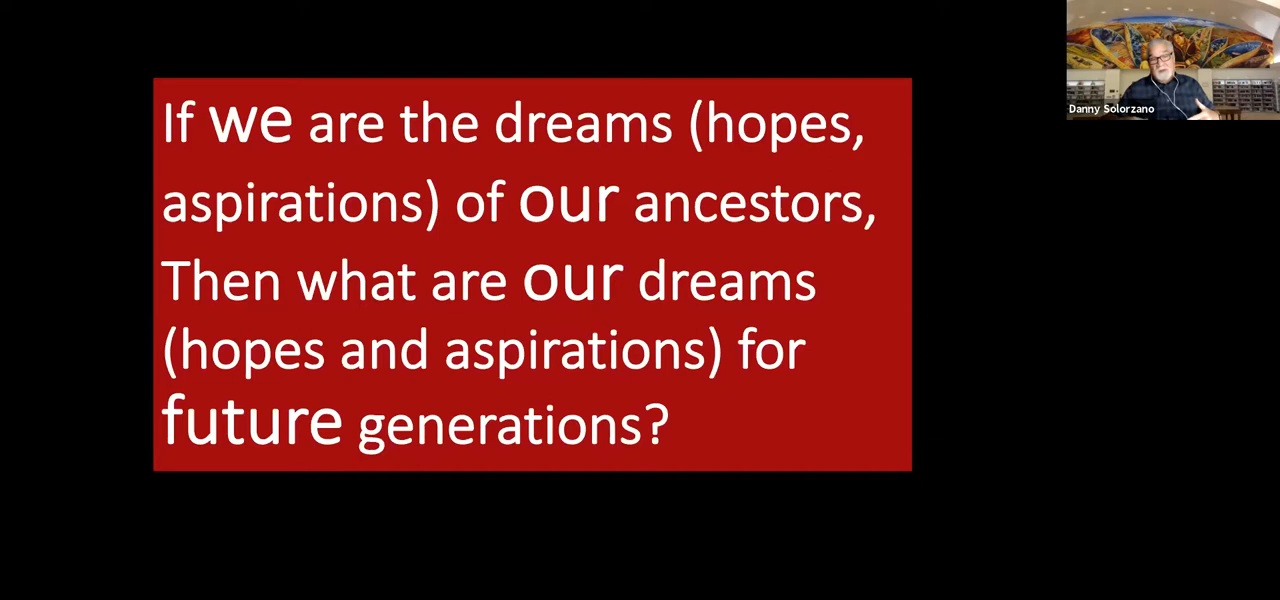 If we are the dreams (hopes,
aspirations) of our ancestors,
Then what are our dreams
(hopes and aspirations) for
future generations?
Danny Solorzano